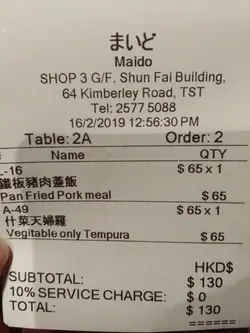 まいど
Maido
SHOP 3 G/F, Shun Fai Building,
64 Kimberley Road, TST
Tel: 2577 5088
16/2/2019 12:56:30 PM
Table: 2A Order: 2
Name QTY
L-16 $ 65 x 1
鐵板豬肉蓋飯
Pan Fried Pork meal $ 65
A-49 $ 65 x 1
什菜天婦羅
Vegitable only Tempura $ 65
HKD$
SUBTOTAL: $ 130
10% SERVICE CHARGE: $ 0
TOTAL: $ 130